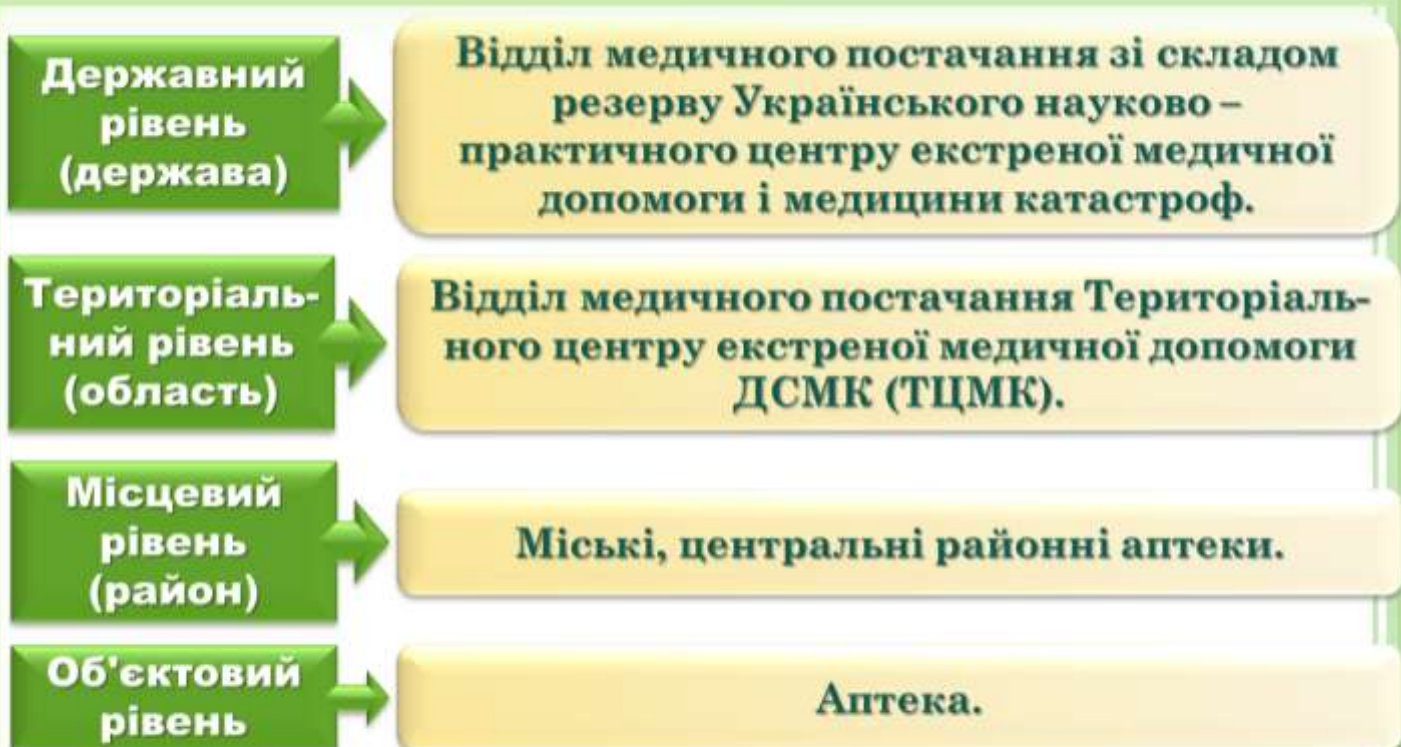 Державний
рівень
(держава)
Відділ медичного постачання зі складом
резерву Українського науково –
практичного центру екстреної медичної
допомоги і медицини катастроф.
Територіаль-
ний рівень
(область)
Відділ медичного постачання Територіаль-
ного центру екстреної медичної допомоги
ДСМК (ТЦМК).
Місцевий
рівень
(район)
Міські, центральні районні аптеки.
Об'єктовий
рівень
Аптека.